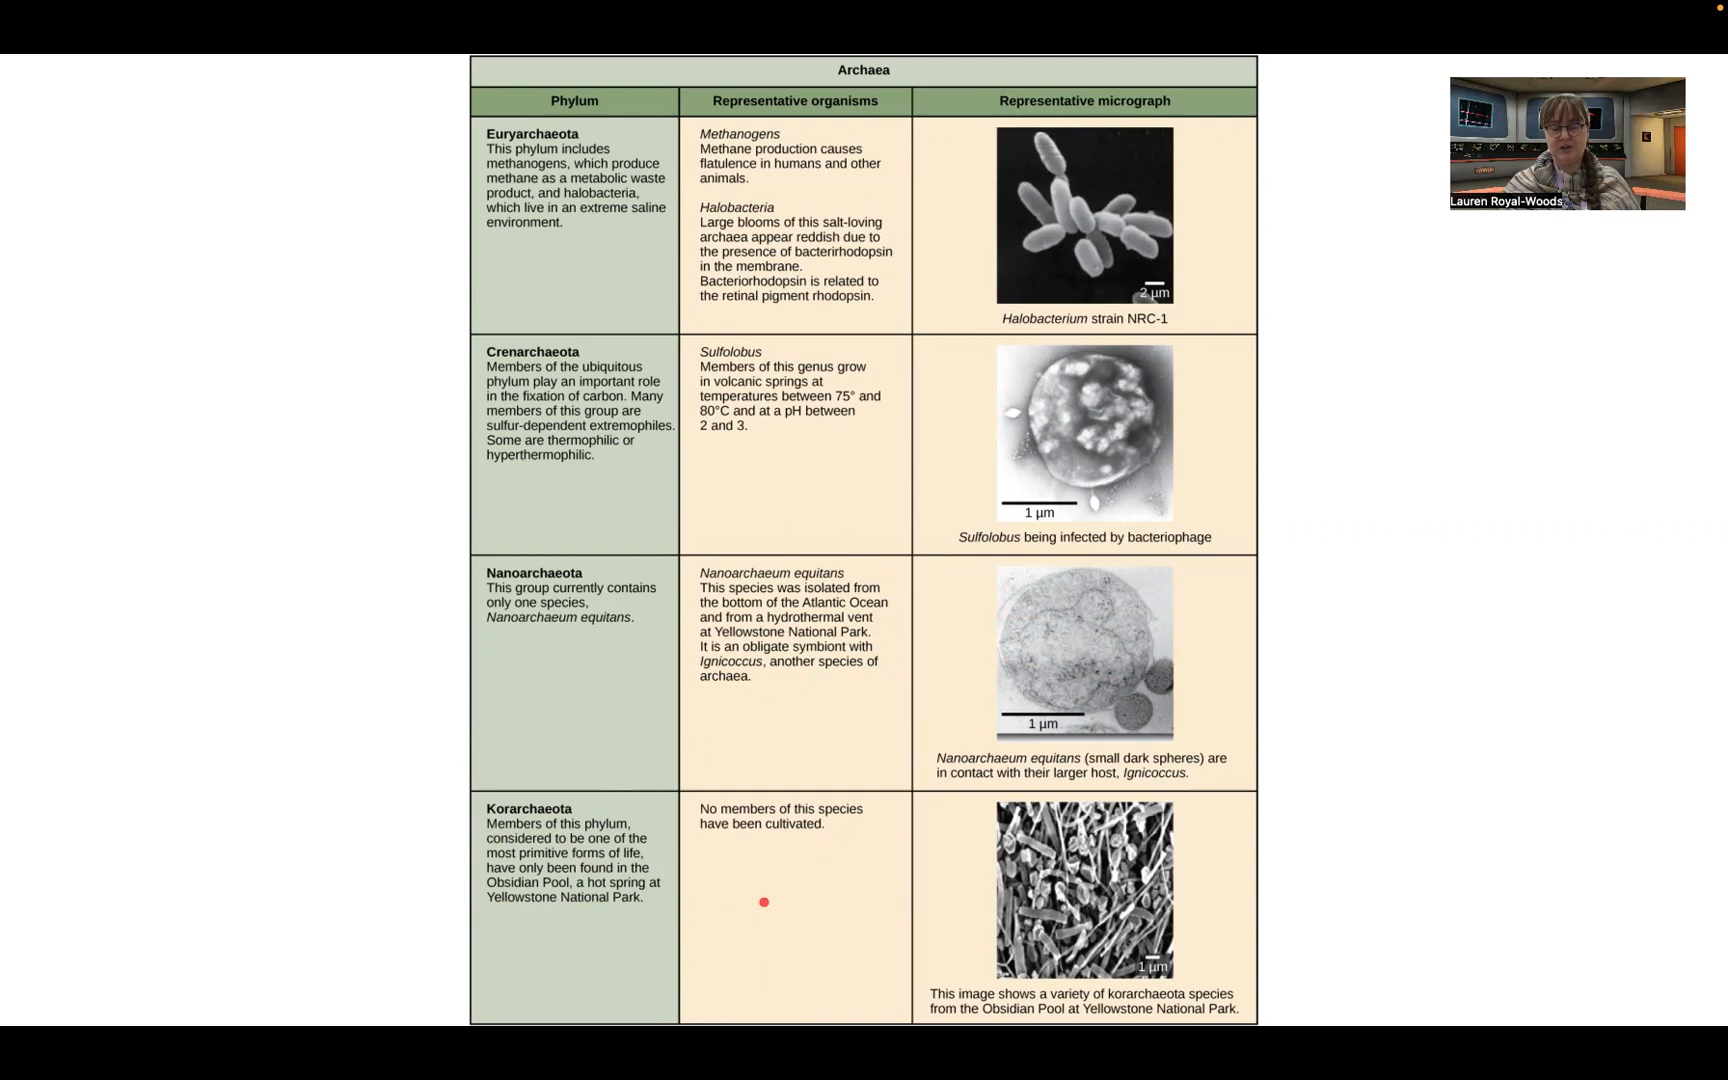 Archaea
Phylum
Representative organisms
Representative micrograph
Euryarchaeota
This phylum includes
methanogens, which produce
methane as a metabolic waste
product, and halobacteria,
which live in an extreme saline
environment.
Methanogens
Methane production causes
flatulence in humans and other
animals.
Halobacteria
Large blooms of this salt-loving
archaea appear reddish due to
the presence of bacterirhodopsin
in the membrane.
Bacteriorhodopsin is related to
the retinal pigment rhodopsin.
2 µm
Halobacterium strain NRC-1
Crenarchaeota
Members of the ubiquitous
phylum play an important role
in the fixation of carbon. Many
members of this group are
sulfur-dependent extremophiles.
Some are thermophilic or
hyperthermophilic.
Sulfolobus
Members of this genus grow
in volcanic springs at
temperatures between 75° and
80°C and at a pH between
2 and 3.
1 µm
Sulfolobus being infected by bacteriophage
Nanoarchaeota
This group currently contains
only one species,
Nanoarchaeum equitans.
Nanoarchaeum equitans
This species was isolated from
the bottom of the Atlantic Ocean
and from a hydrothermal vent
at Yellowstone National Park.
It is an obligate symbiont with
Ignicoccus, another species of
archaea.
1 µm
Nanoarchaeum equitans (small dark spheres) are
in contact with their larger host, Ignicoccus.
Korarchaeota
Members of this phylum,
considered to be one of the
most primitive forms of life,
have only been found in the
Obsidian Pool, a hot spring at
Yellowstone National Park.
No members of this species
have been cultivated.
1 µm
This image shows a variety of korarchaeota species
from the Obsidian Pool at Yellowstone National Park.
Lauren Royal-Woods